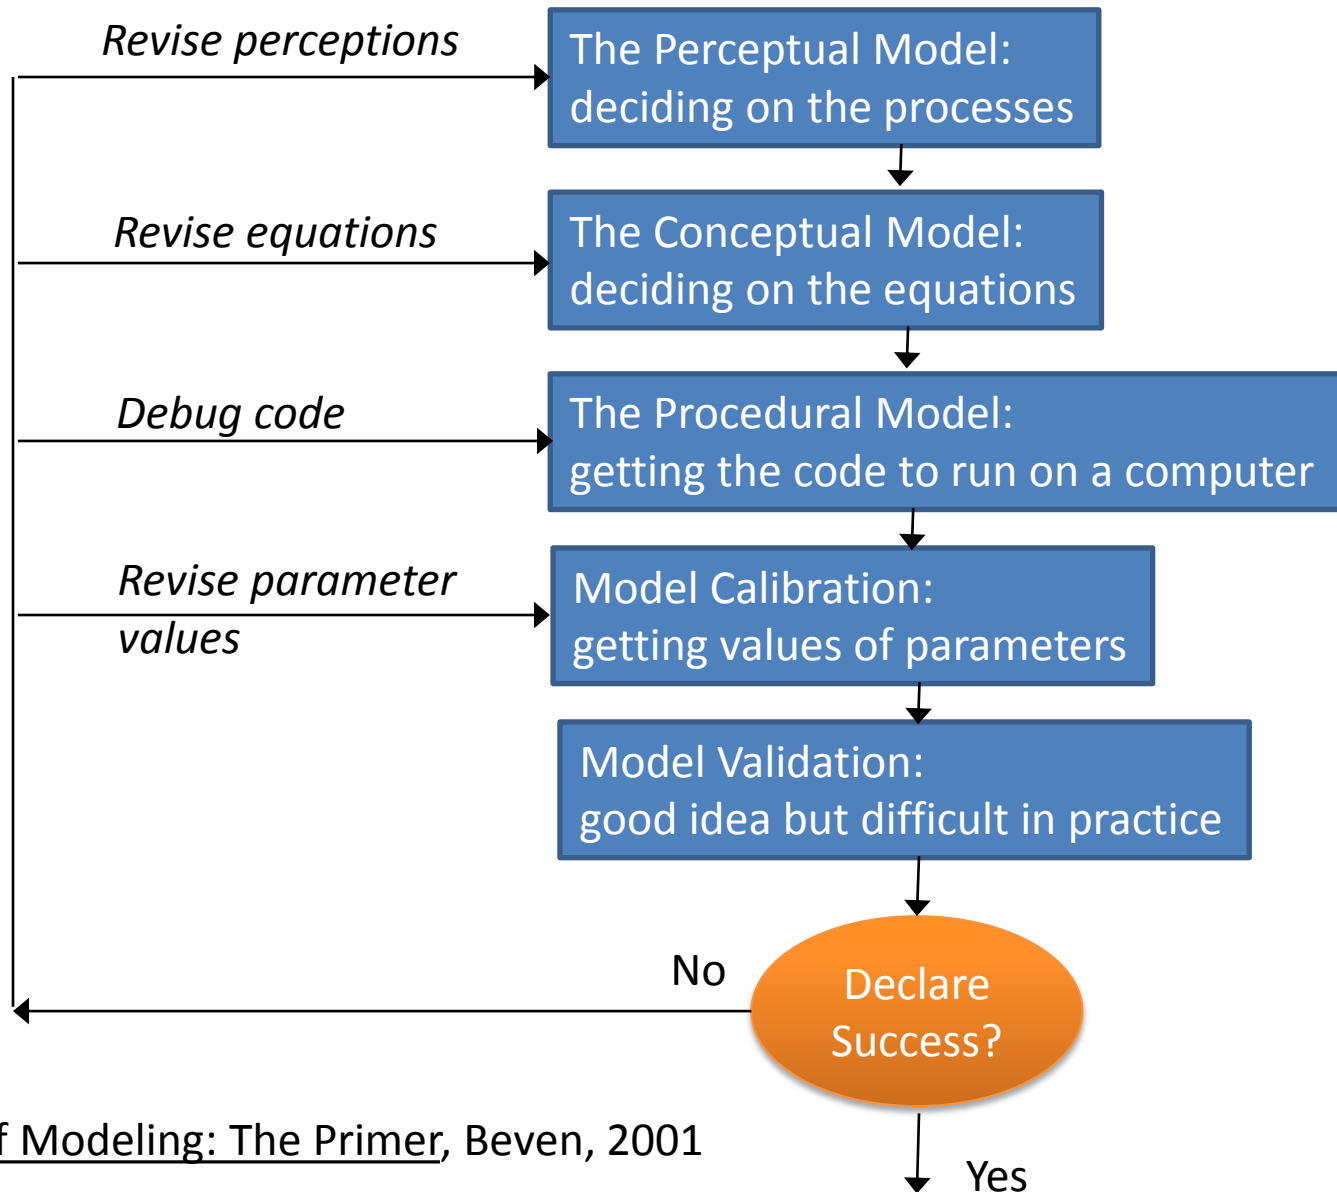 Revise perceptions
The Perceptual Model:
deciding on the processes
Revise equations
The Conceptual Model:
deciding on the equations
Debug code
The Procedural Model:
getting the code to run on a computer
Revise parameter
values
Model Calibration:
getting values of parameters
Model Validation:
good idea but difficult in practice
No
Declare
Success?
Modeling: The Primer, Beven, 2001
Yes